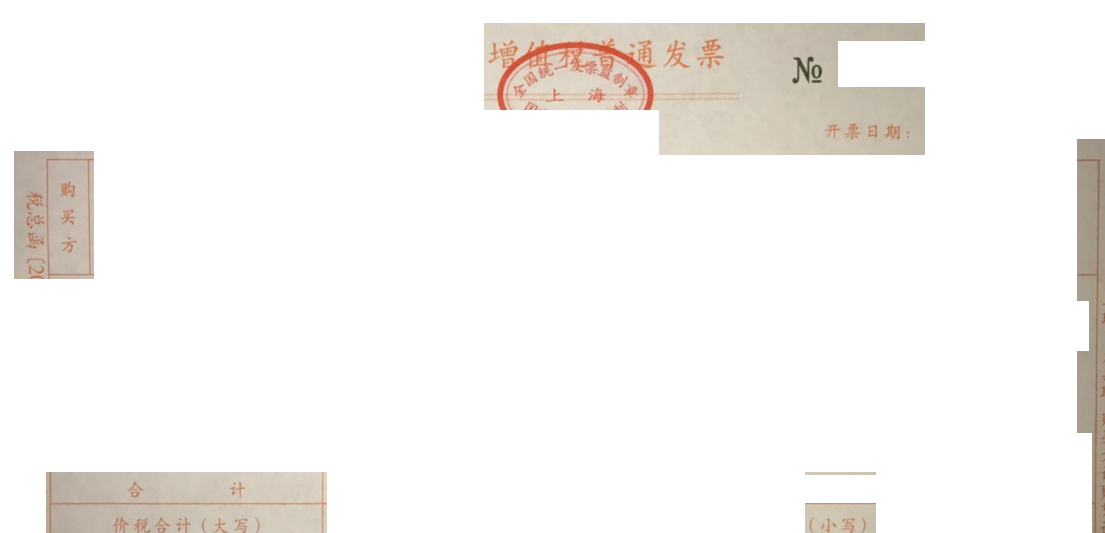 增值税普通发票
全国统一发票监制章
上 海
№
开票日期:
购买方
税总函〔20
合 计
价税合计(大写)
(小写)